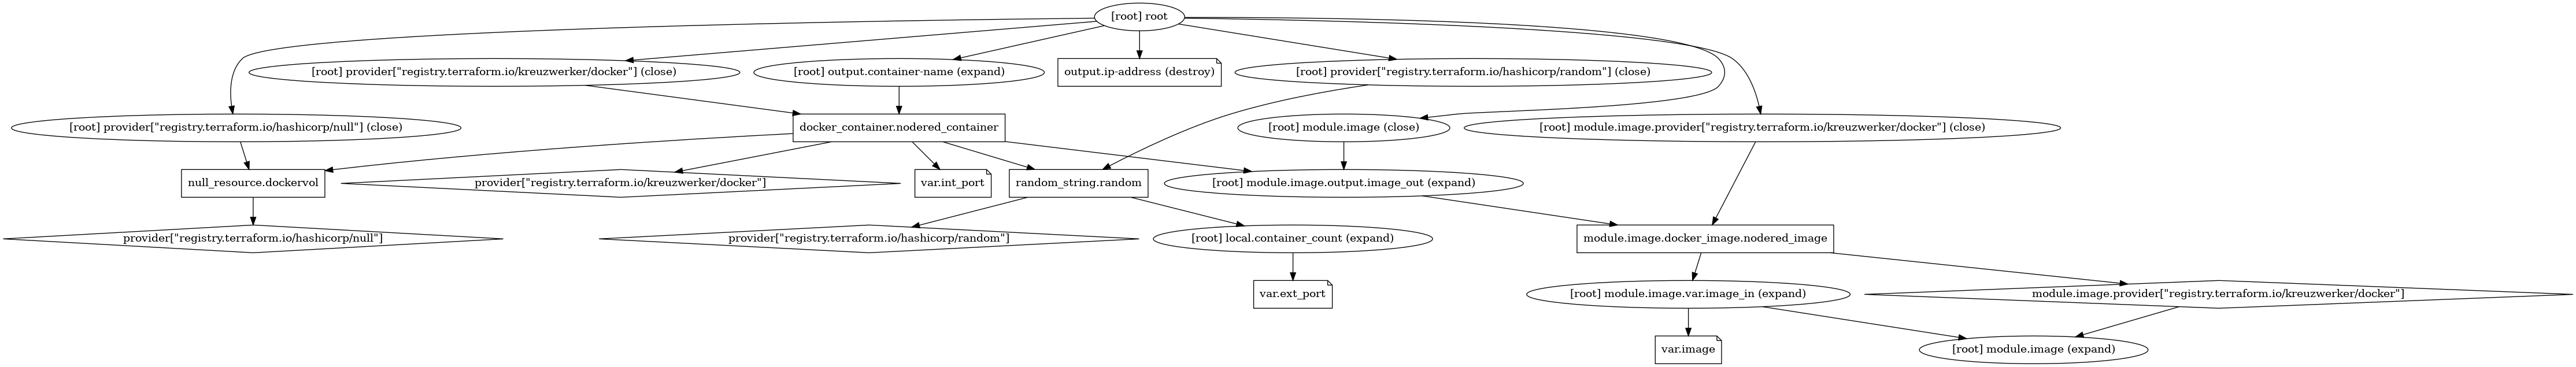 [root] root
[root] provider["registry.terraform.io/kreuzwerker/docker"] (close)
[root] output.container-name (expand)
output.ip-address (destroy)
[root] provider["registry.terraform.io/hashicorp/random"] (close)
[root] provider["registry.terraform.io/hashicorp/null"] (close)
docker_container.nodered_container
[root] module.image (close)
[root] module.image.provider["registry.terraform.io/kreuzwerker/docker"] (close)
null_resource.dockervol
provider["registry.terraform.io/kreuzwerker/docker"]
var.int_port
random_string.random
[root] module.image.output.image_out (expand)
provider["registry.terraform.io/hashicorp/null"]
provider["registry.terraform.io/hashicorp/random"]
[root] local.container_count (expand)
module.image.docker_image.nodered_image
var.ext_port
[root] module.image.var.image_in (expand)
module.image.provider["registry.terraform.io/kreuzwerker/docker"]
var.image
[root] module.image (expand)